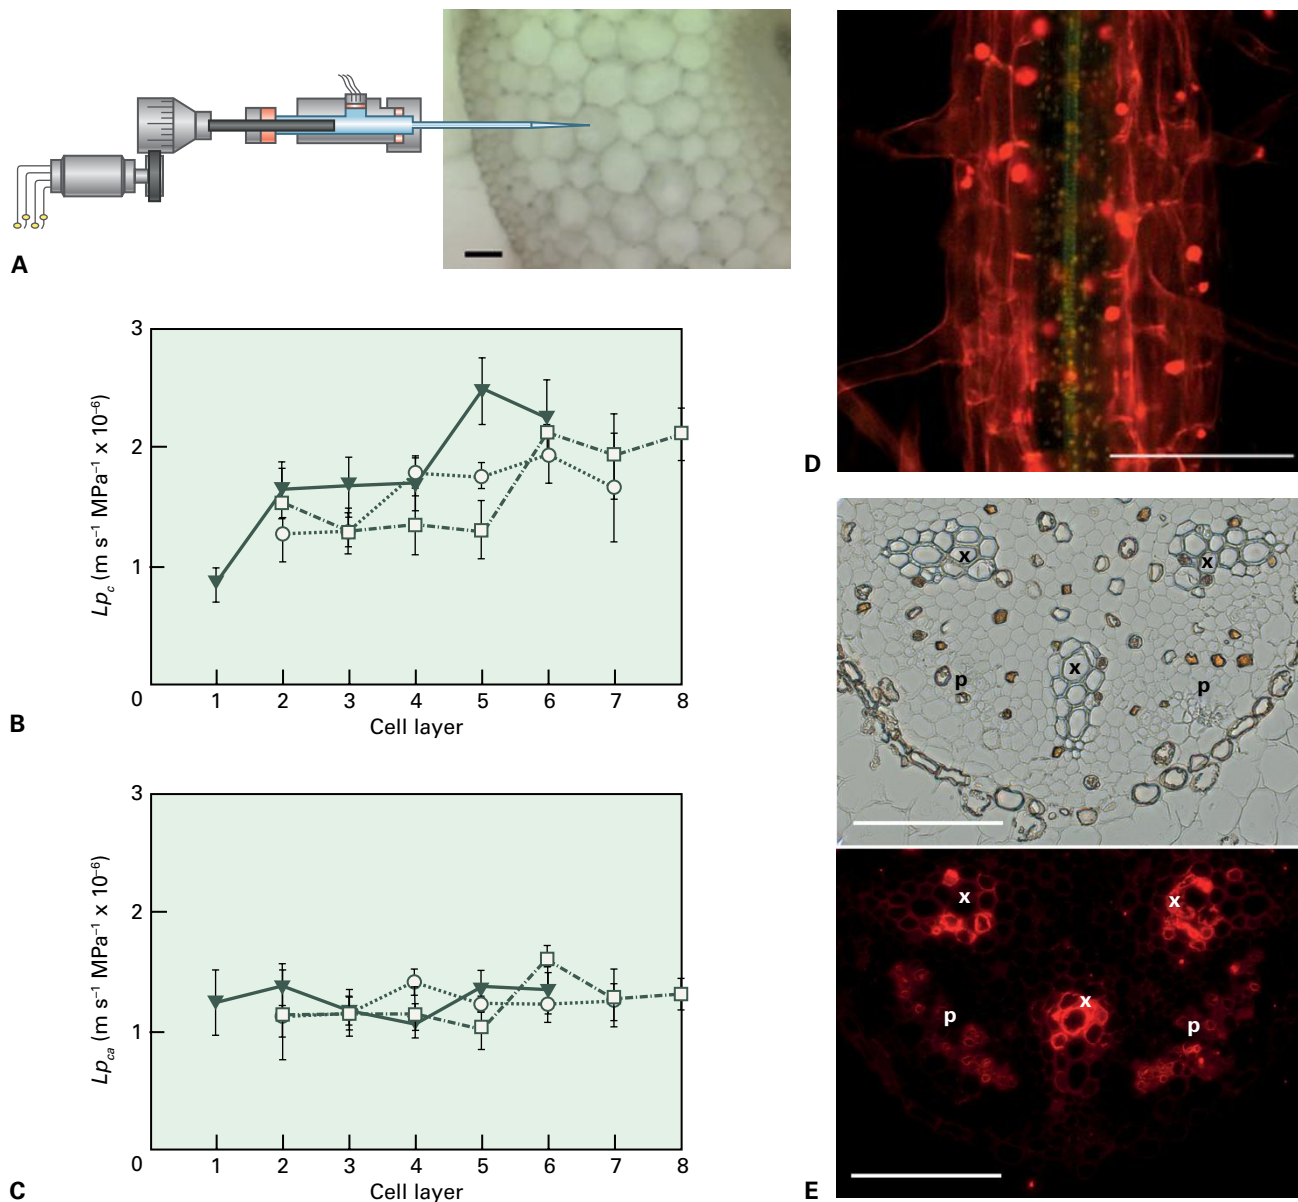 A
3
2
1
0
Lp_c (m s⁻¹ MPa⁻¹ x 10⁻⁶)
1 2 3 4 5 6 7 8
Cell layer
B
3
2
1
0
Lp_ca (m s⁻¹ MPa⁻¹ x 10⁻⁶)
1 2 3 4 5 6 7 8
Cell layer
C
D
x x
x
p p
x x
x
p p
E